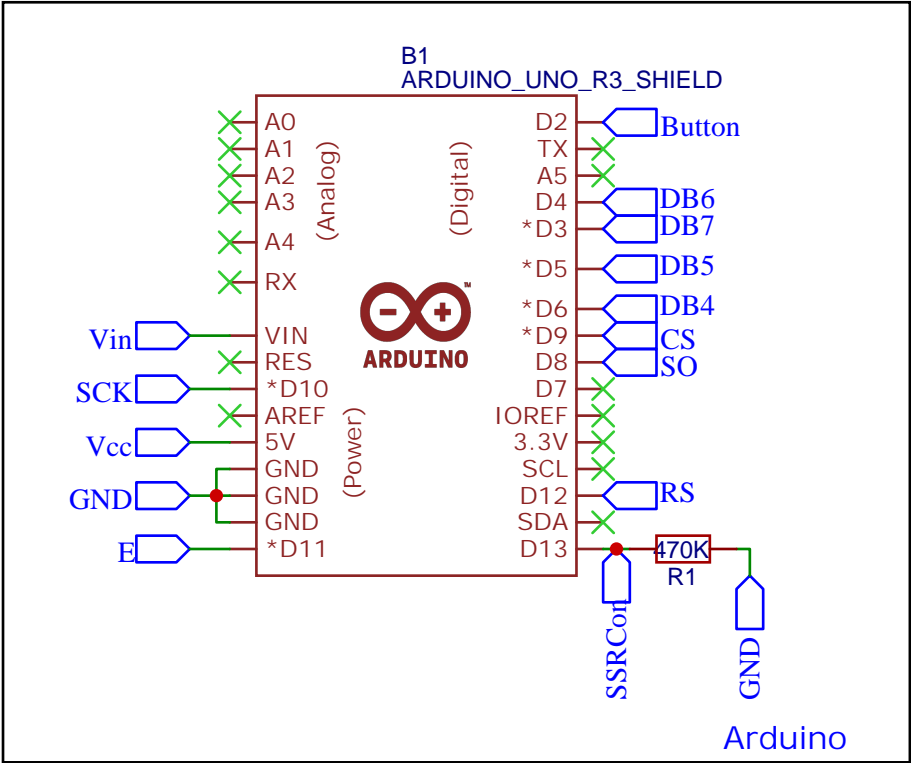 B1
ARDUINO_UNO_R3_SHIELD
A0
A1
A2
A3
A4
RX
(Analog)
Vin
VIN
RES
SCK
*D10
AREF
Vcc
5V
GND
GND
GND
GND
E
*D11
(Power)
ARDUINO
™
(Digital)
D2
Button
TX
A5
D4
DB6
*D3
DB7
*D5
DB5
*D6
DB4
*D9
CS
D8
SO
D7
IOREF
3.3V
SCL
D12
RS
SDA
D13
470K
R1
SSRCon
GND
Arduino